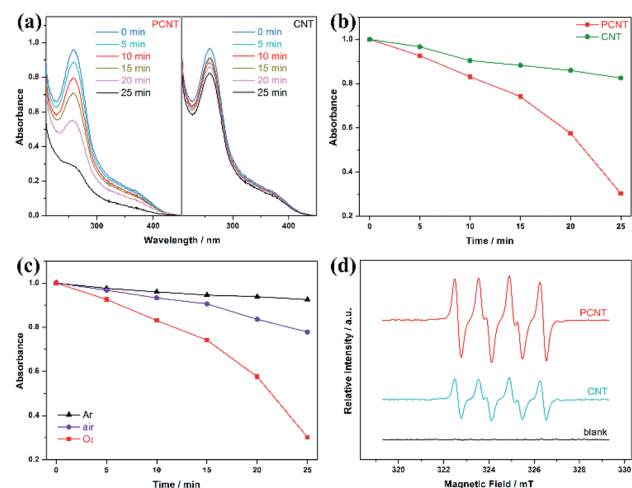 (a)
PCNT
0 min
5 min
10 min
15 min
20 min
25 min
CNT
0 min
5 min
10 min
15 min
20 min
25 min
1.0
0.8
0.6
0.4
0.2
0.0
Absorbance
300 400 300 400
Wavelength / nm
(b)
PCNT
CNT
1.0
0.8
0.6
0.4
0.2
Absorbance
0 5 10 15 20 25
Time / min
(c)
1.0
0.8
0.6
0.4
0.2
Absorbance
Ar
air
O₂
0 5 10 15 20 25
Time / min
(d)
PCNT
CNT
blank
Relative Intensity / a.u.
320 322 324 326 328 330
Magnetic Field / mT